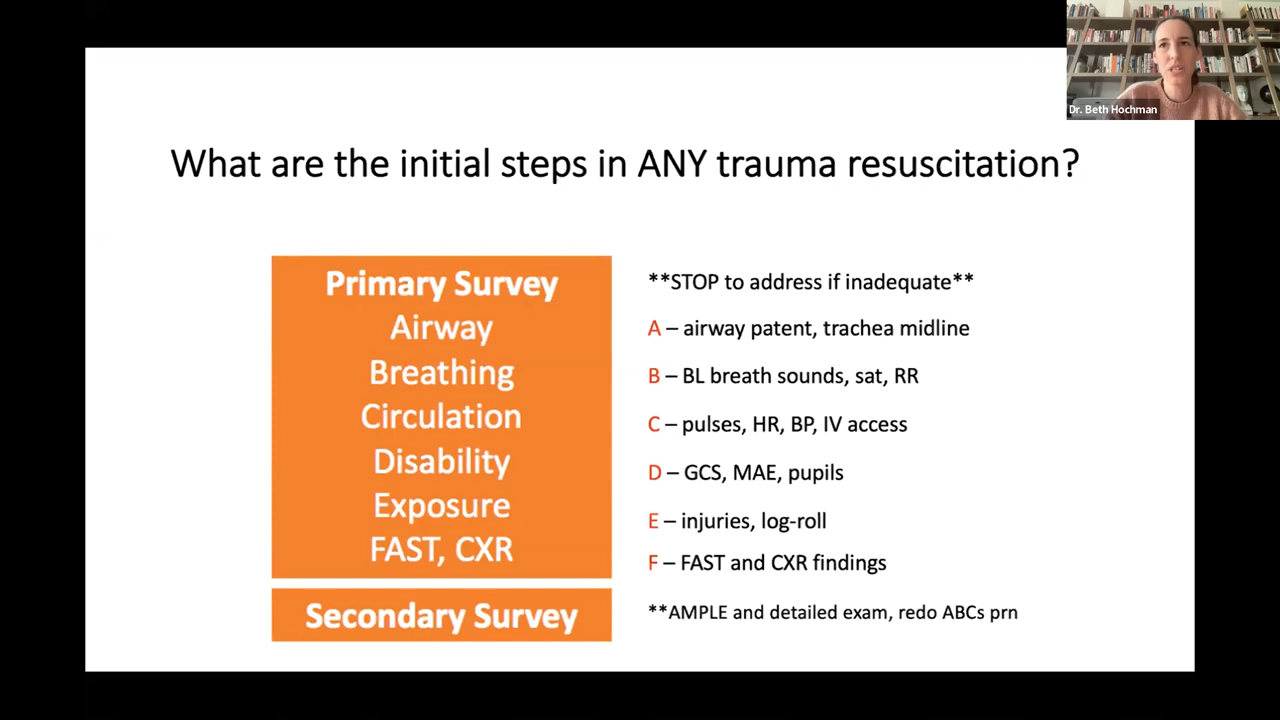 Dr. Beth Hochman
What are the initial steps in ANY trauma resuscitation?
Primary Survey
Airway
Breathing
Circulation
Disability
Exposure
FAST, CXR
Secondary Survey
**STOP to address if inadequate**
A – airway patent, trachea midline
B – BL breath sounds, sat, RR
C – pulses, HR, BP, IV access
D – GCS, MAE, pupils
E – injuries, log-roll
F – FAST and CXR findings
**AMPLE and detailed exam, redo ABCs prn